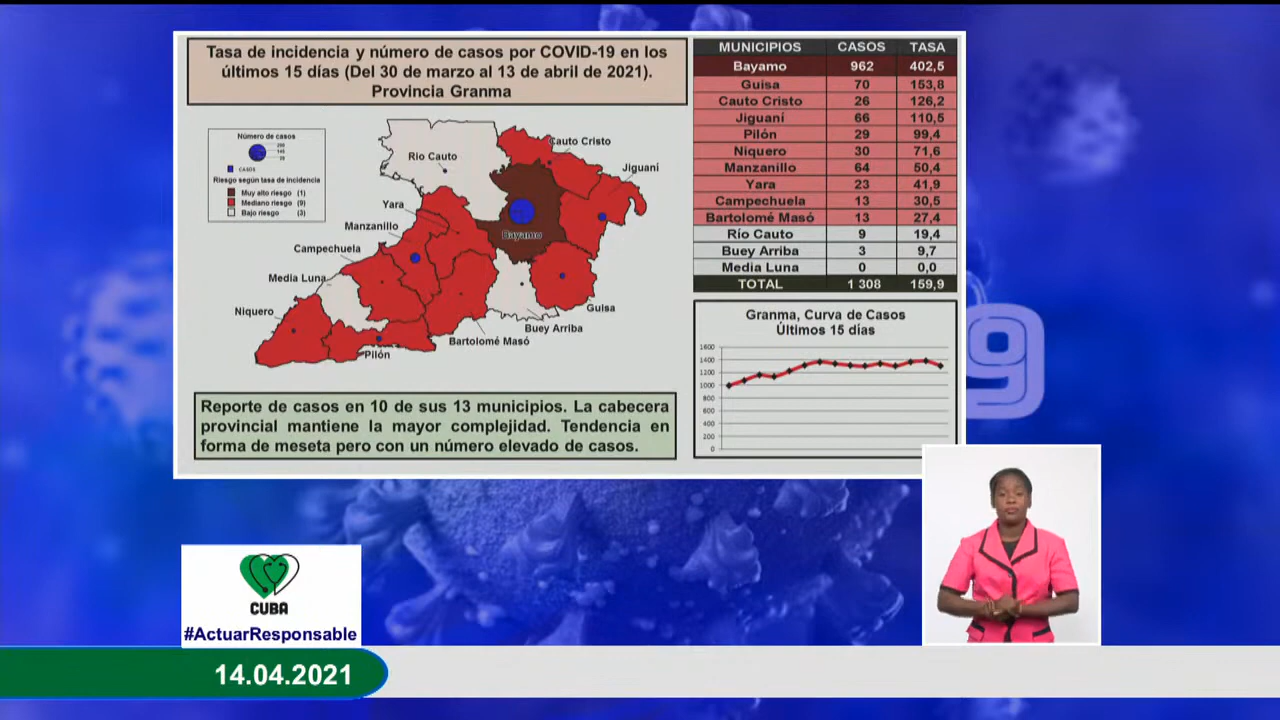 Tasa de incidencia y número de casos por COVID-19 en los
últimos 15 días (Del 30 de marzo al 13 de abril de 2021).
Provincia Granma
Número de casos
CASOS
Riesgo según tasa de incidencia
Muy alto riesgo (1)
Mediano riesgo (9)
Bajo riesgo (3)
Cauto Cristo
Río Cauto
Jiguaní
Yara
Manzanillo
Bayamo
Campechuela
Media Luna
Niquero
Guisa
Buey Arriba
Bartolomé Masó
Pilón
Reporte de casos en 10 de sus 13 municipios. La cabecera
provincial mantiene la mayor complejidad. Tendencia en
forma de meseta pero con un número elevado de casos.
MUNICIPIOS CASOS TASA
Bayamo 962 402,5
Guisa 70 153,8
Cauto Cristo 26 126,2
Jiguaní 66 110,5
Pilón 29 99,4
Niquero 30 71,6
Manzanillo 64 50,4
Yara 23 41,9
Campechuela 13 30,5
Bartolomé Masó 13 27,4
Río Cauto 9 19,4
Buey Arriba 3 9,7
Media Luna 0 0,0
TOTAL 1 308 159,9
Granma, Curva de Casos
Últimos 15 días
1600
1400
1200
1000
800
600
400
200
0
9
CUBA
#ActuarResponsable
14.04.2021